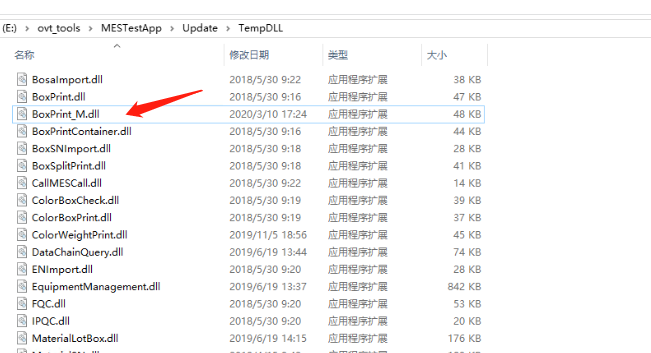 (E:) > ovt_tools > MESTestApp > Update > TempDLL
名称 修改日期 类型 大小
BosaImport.dll 2018/5/30 9:22 应用程序扩展 38 KB
BoxPrint.dll 2018/5/30 9:16 应用程序扩展 47 KB
BoxPrint_M.dll 2020/3/10 17:24 应用程序扩展 48 KB
BoxPrintContainer.dll 2018/5/30 9:16 应用程序扩展 44 KB
BoxSNImport.dll 2018/5/30 9:18 应用程序扩展 28 KB
BoxSplitPrint.dll 2018/5/30 9:18 应用程序扩展 41 KB
CallMESCall.dll 2018/5/30 9:22 应用程序扩展 14 KB
ColorBoxCheck.dll 2018/5/30 9:19 应用程序扩展 39 KB
ColorBoxPrint.dll 2018/5/30 9:19 应用程序扩展 37 KB
ColorWeightPrint.dll 2019/11/5 18:56 应用程序扩展 45 KB
DataChainQuery.dll 2019/6/19 13:44 应用程序扩展 74 KB
ENImport.dll 2018/5/30 9:20 应用程序扩展 28 KB
EquipmentManagement.dll 2019/6/19 13:37 应用程序扩展 842 KB
FQC.dll 2018/5/30 9:20 应用程序扩展 53 KB
IPQC.dll 2018/5/30 9:20 应用程序扩展 20 KB
MaterialLotBox.dll 2019/6/19 14:15 应用程序扩展 176 KB